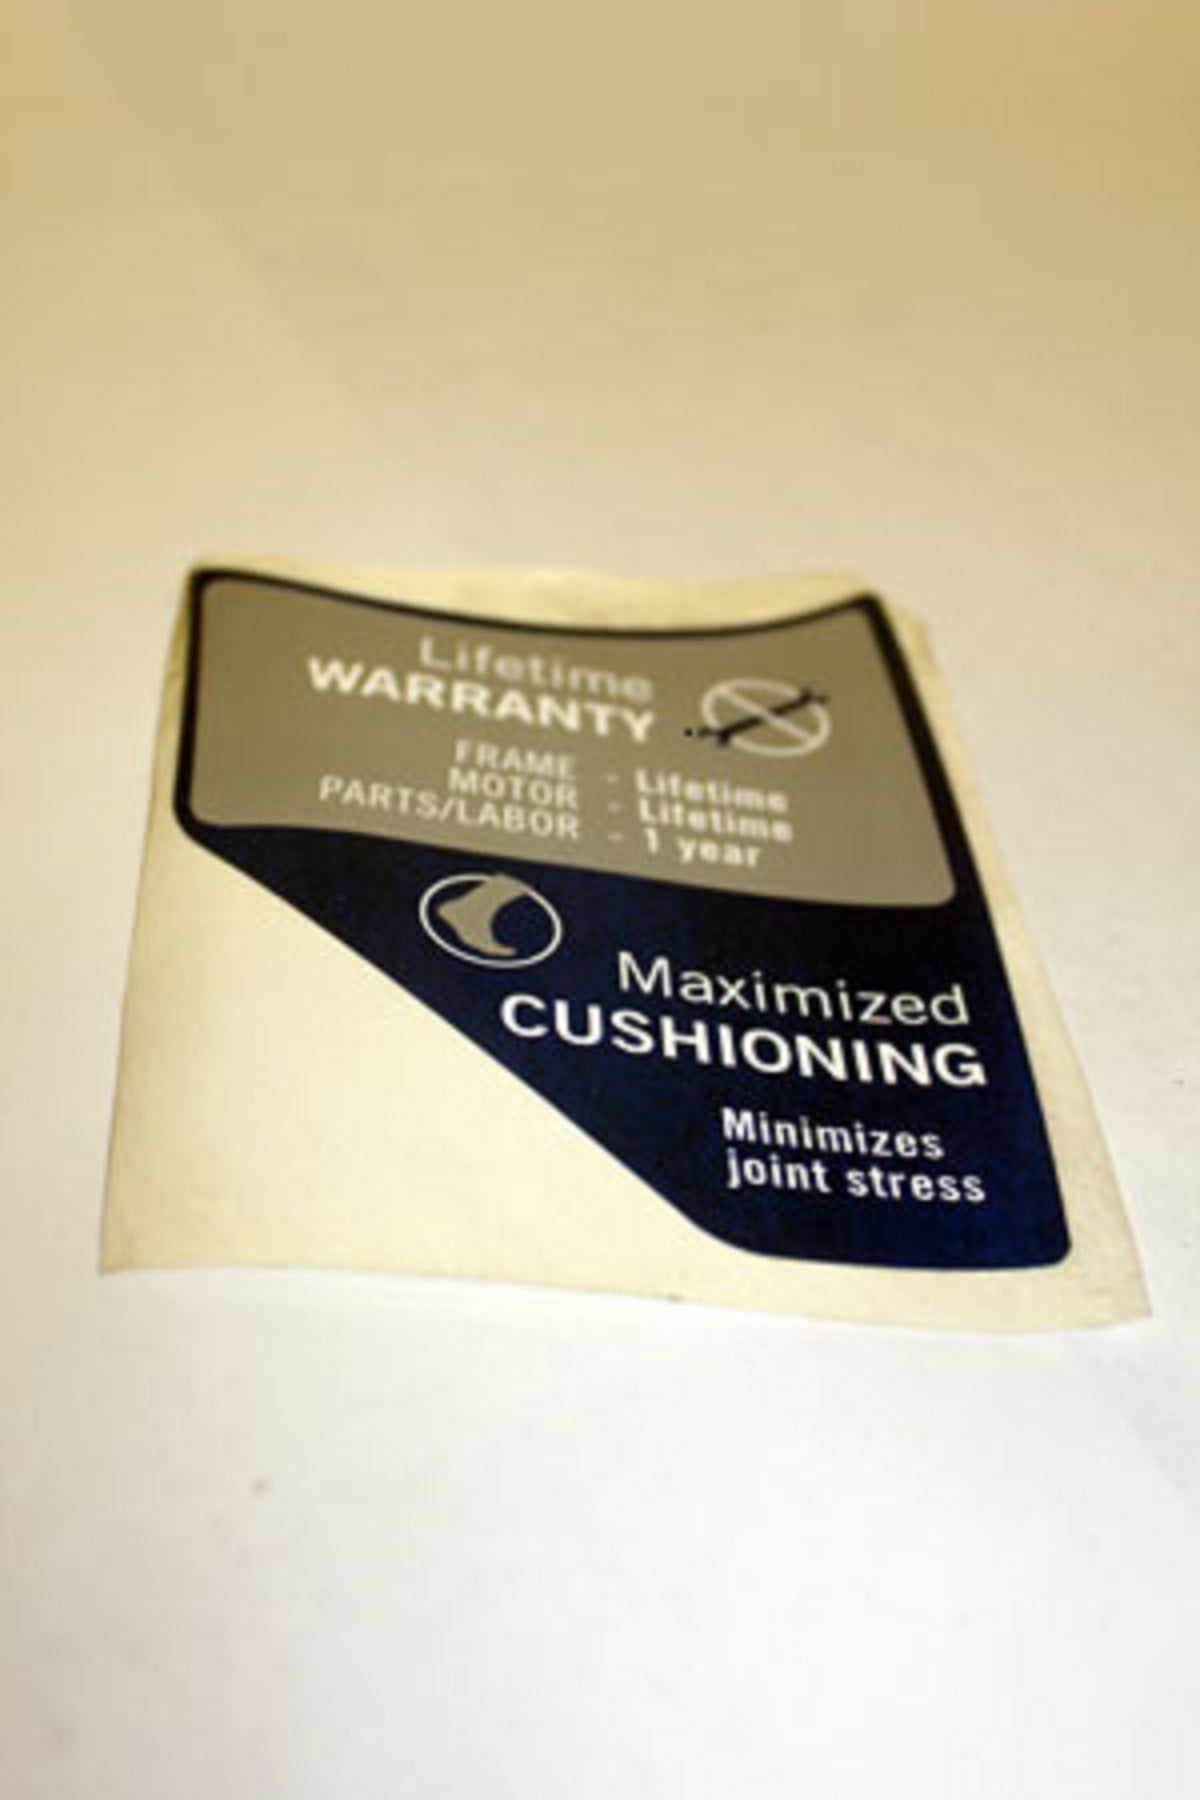 Lifetime
WARRANTY
FRAME - Lifetime
MOTOR - Lifetime
PARTS/LABOR - 1 year
Maximized
CUSHIONING
Minimizes
joint stress